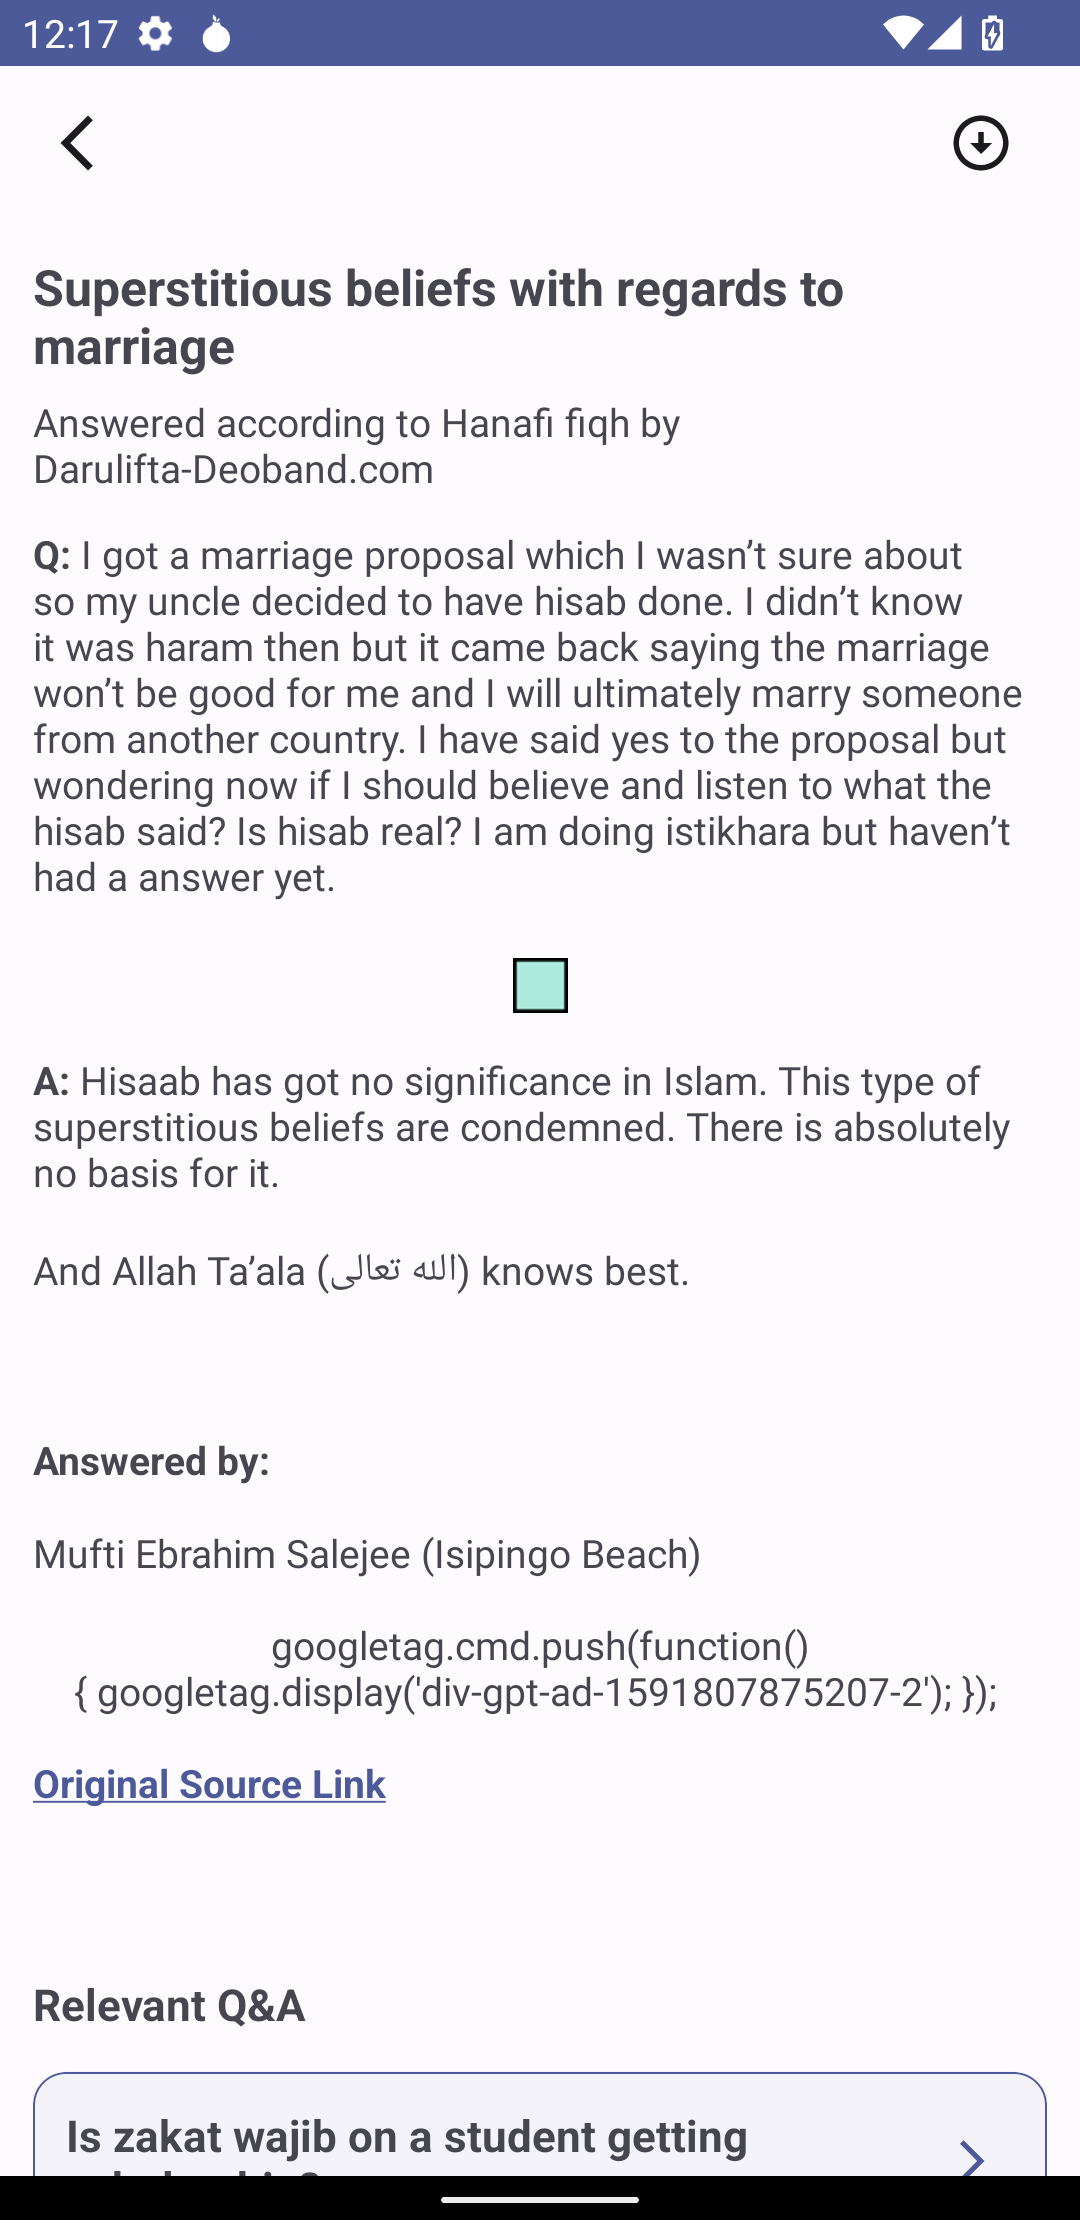 12:17
Superstitious beliefs with regards to
marriage
Answered according to Hanafi fiqh by
Darulifta-Deoband.com
Q: I got a marriage proposal which I wasn’t sure about
so my uncle decided to have hisab done. I didn’t know
it was haram then but it came back saying the marriage
won’t be good for me and I will ultimately marry someone
from another country. I have said yes to the proposal but
wondering now if I should believe and listen to what the
hisab said? Is hisab real? I am doing istikhara but haven’t
had a answer yet.
A: Hisaab has got no significance in Islam. This type of
superstitious beliefs are condemned. There is absolutely
no basis for it.
And Allah Ta’ala (الله تعالى) knows best.
Answered by:
Mufti Ebrahim Salejee (Isipingo Beach)
googletag.cmd.push(function()
{ googletag.display('div-gpt-ad-1591807875207-2'); });
Original Source Link
Relevant Q&A
Is zakat wajib on a student getting